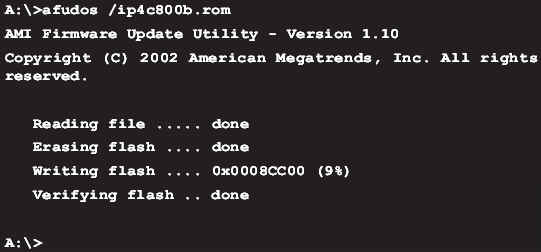 A:\>afudos /ip4c800b.rom
AMI Firmware Update Utility - Version 1.10
Copyright (C) 2002 American Megatrends, Inc. All rights
reserved.
Reading file ..... done
Erasing flash .... done
Writing flash .... 0x0008CC00 (9%)
Verifying flash .. done
A:\>